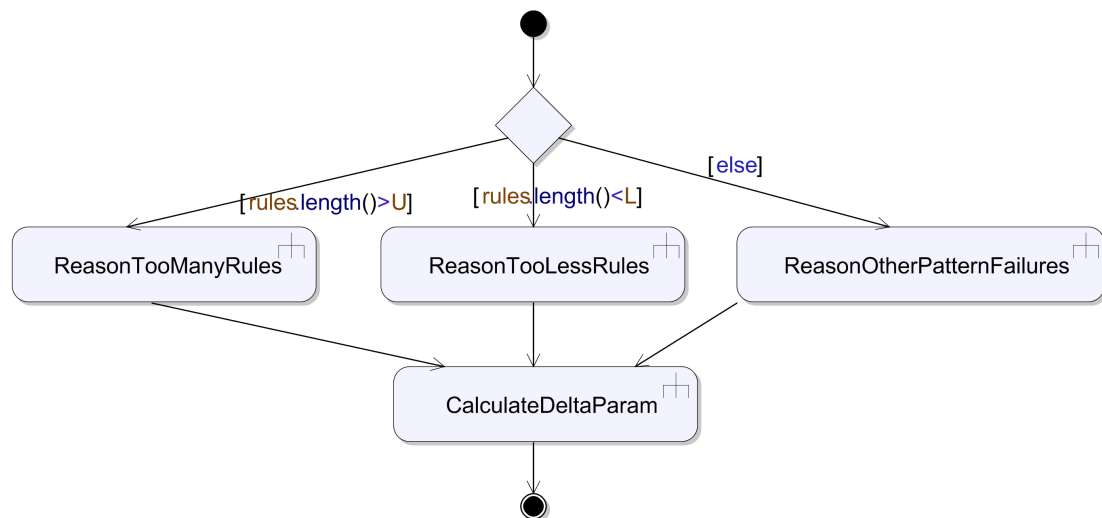 [else]
[rules.length()>U]
[rules.length()<L]
ReasonTooManyRules
ReasonTooLessRules
ReasonOtherPatternFailures
CalculateDeltaParam